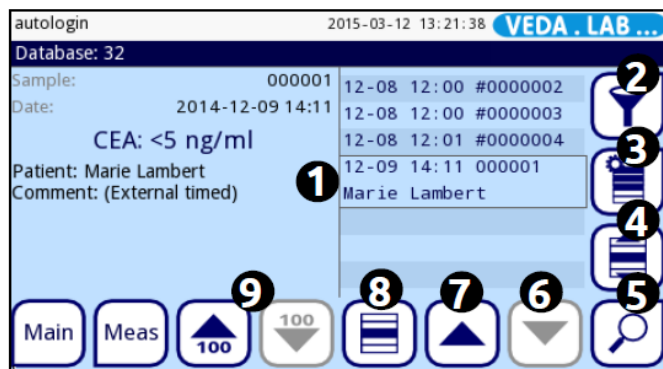 autologin 2015-03-12 13:21:38 VEDA . LAB ...
Database: 32
Sample: 000001
Date: 2014-12-09 14:11
CEA: <5 ng/ml
Patient: Marie Lambert
Comment: (External timed)
12-08 12:00 #0000002
12-08 12:00 #0000003
12-08 12:01 #0000004
12-09 14:11 000001
Marie Lambert
1
2
3
4
5
6
7
8
9
Main
Meas
100
100